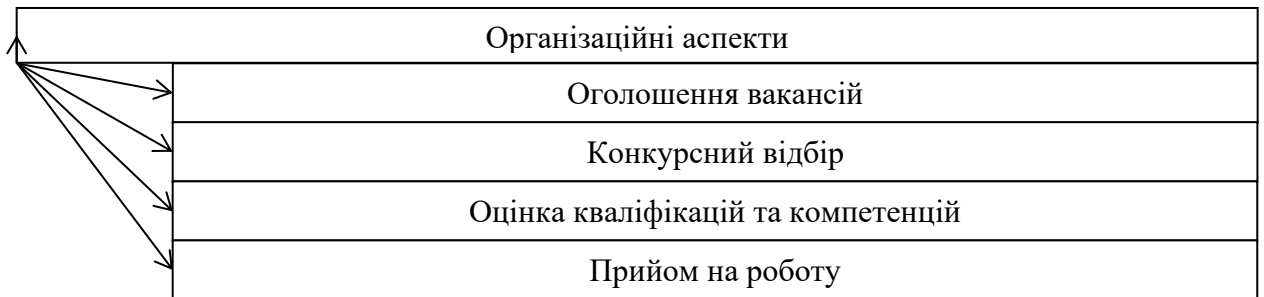 Організаційні аспекти
Оголошення вакансій
Конкурсний відбір
Оцінка кваліфікацій та компетенцій
Прийом на роботу